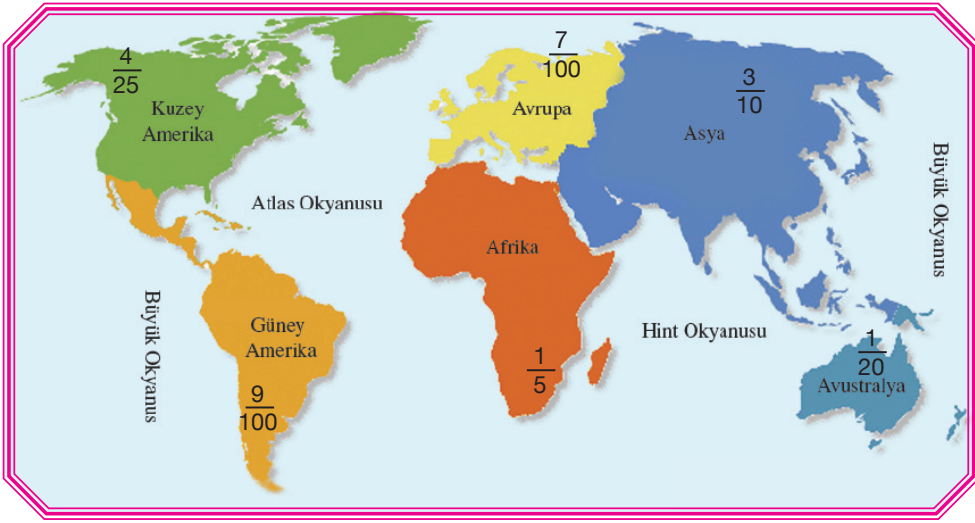 4
25
Kuzey
Amerika
7
100
Avrupa
3
10
Asya
Büyük Okyanus
Atlas Okyanusu
Afrika
Büyük Okyanus
Güney
Amerika
Hint Okyanusu
1
20
Avustralya
1
5
9
100